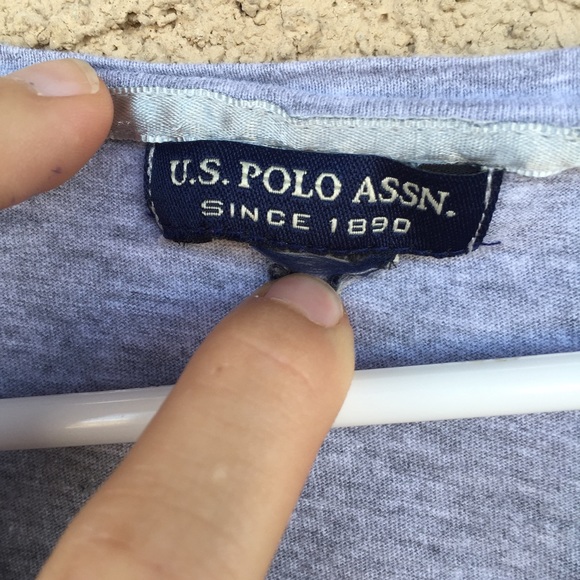 U.S. POLO ASSN.
SINCE 1890